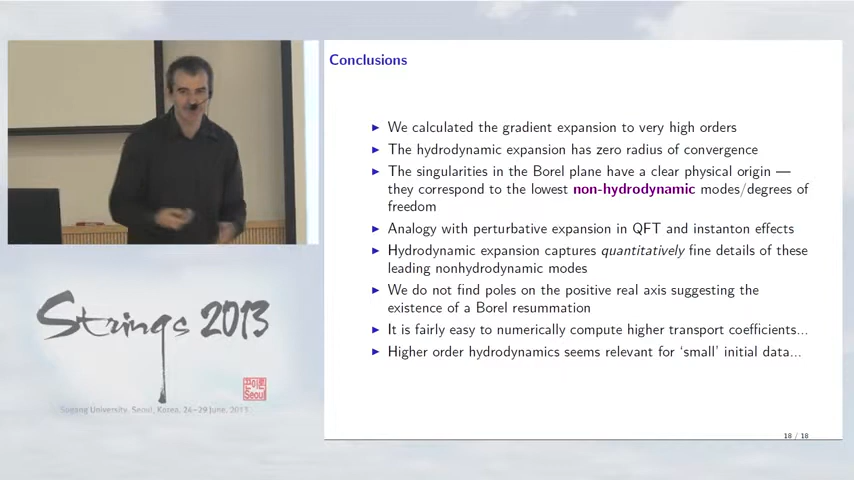 Conclusions
▶ We calculated the gradient expansion to very high orders
▶ The hydrodynamic expansion has zero radius of convergence
▶ The singularities in the Borel plane have a clear physical origin —
they correspond to the lowest non-hydrodynamic modes/degrees of
freedom
▶ Analogy with perturbative expansion in QFT and instanton effects
▶ Hydrodynamic expansion captures quantitatively fine details of these
leading nonhydrodynamic modes
▶ We do not find poles on the positive real axis suggesting the
existence of a Borel resummation
▶ It is fairly easy to numerically compute higher transport coefficients...
▶ Higher order hydrodynamics seems relevant for ‘small’ initial data...
18 / 18
Strings 2013
Seoul
Sogang University, Seoul, Korea, 24-29 June, 2013